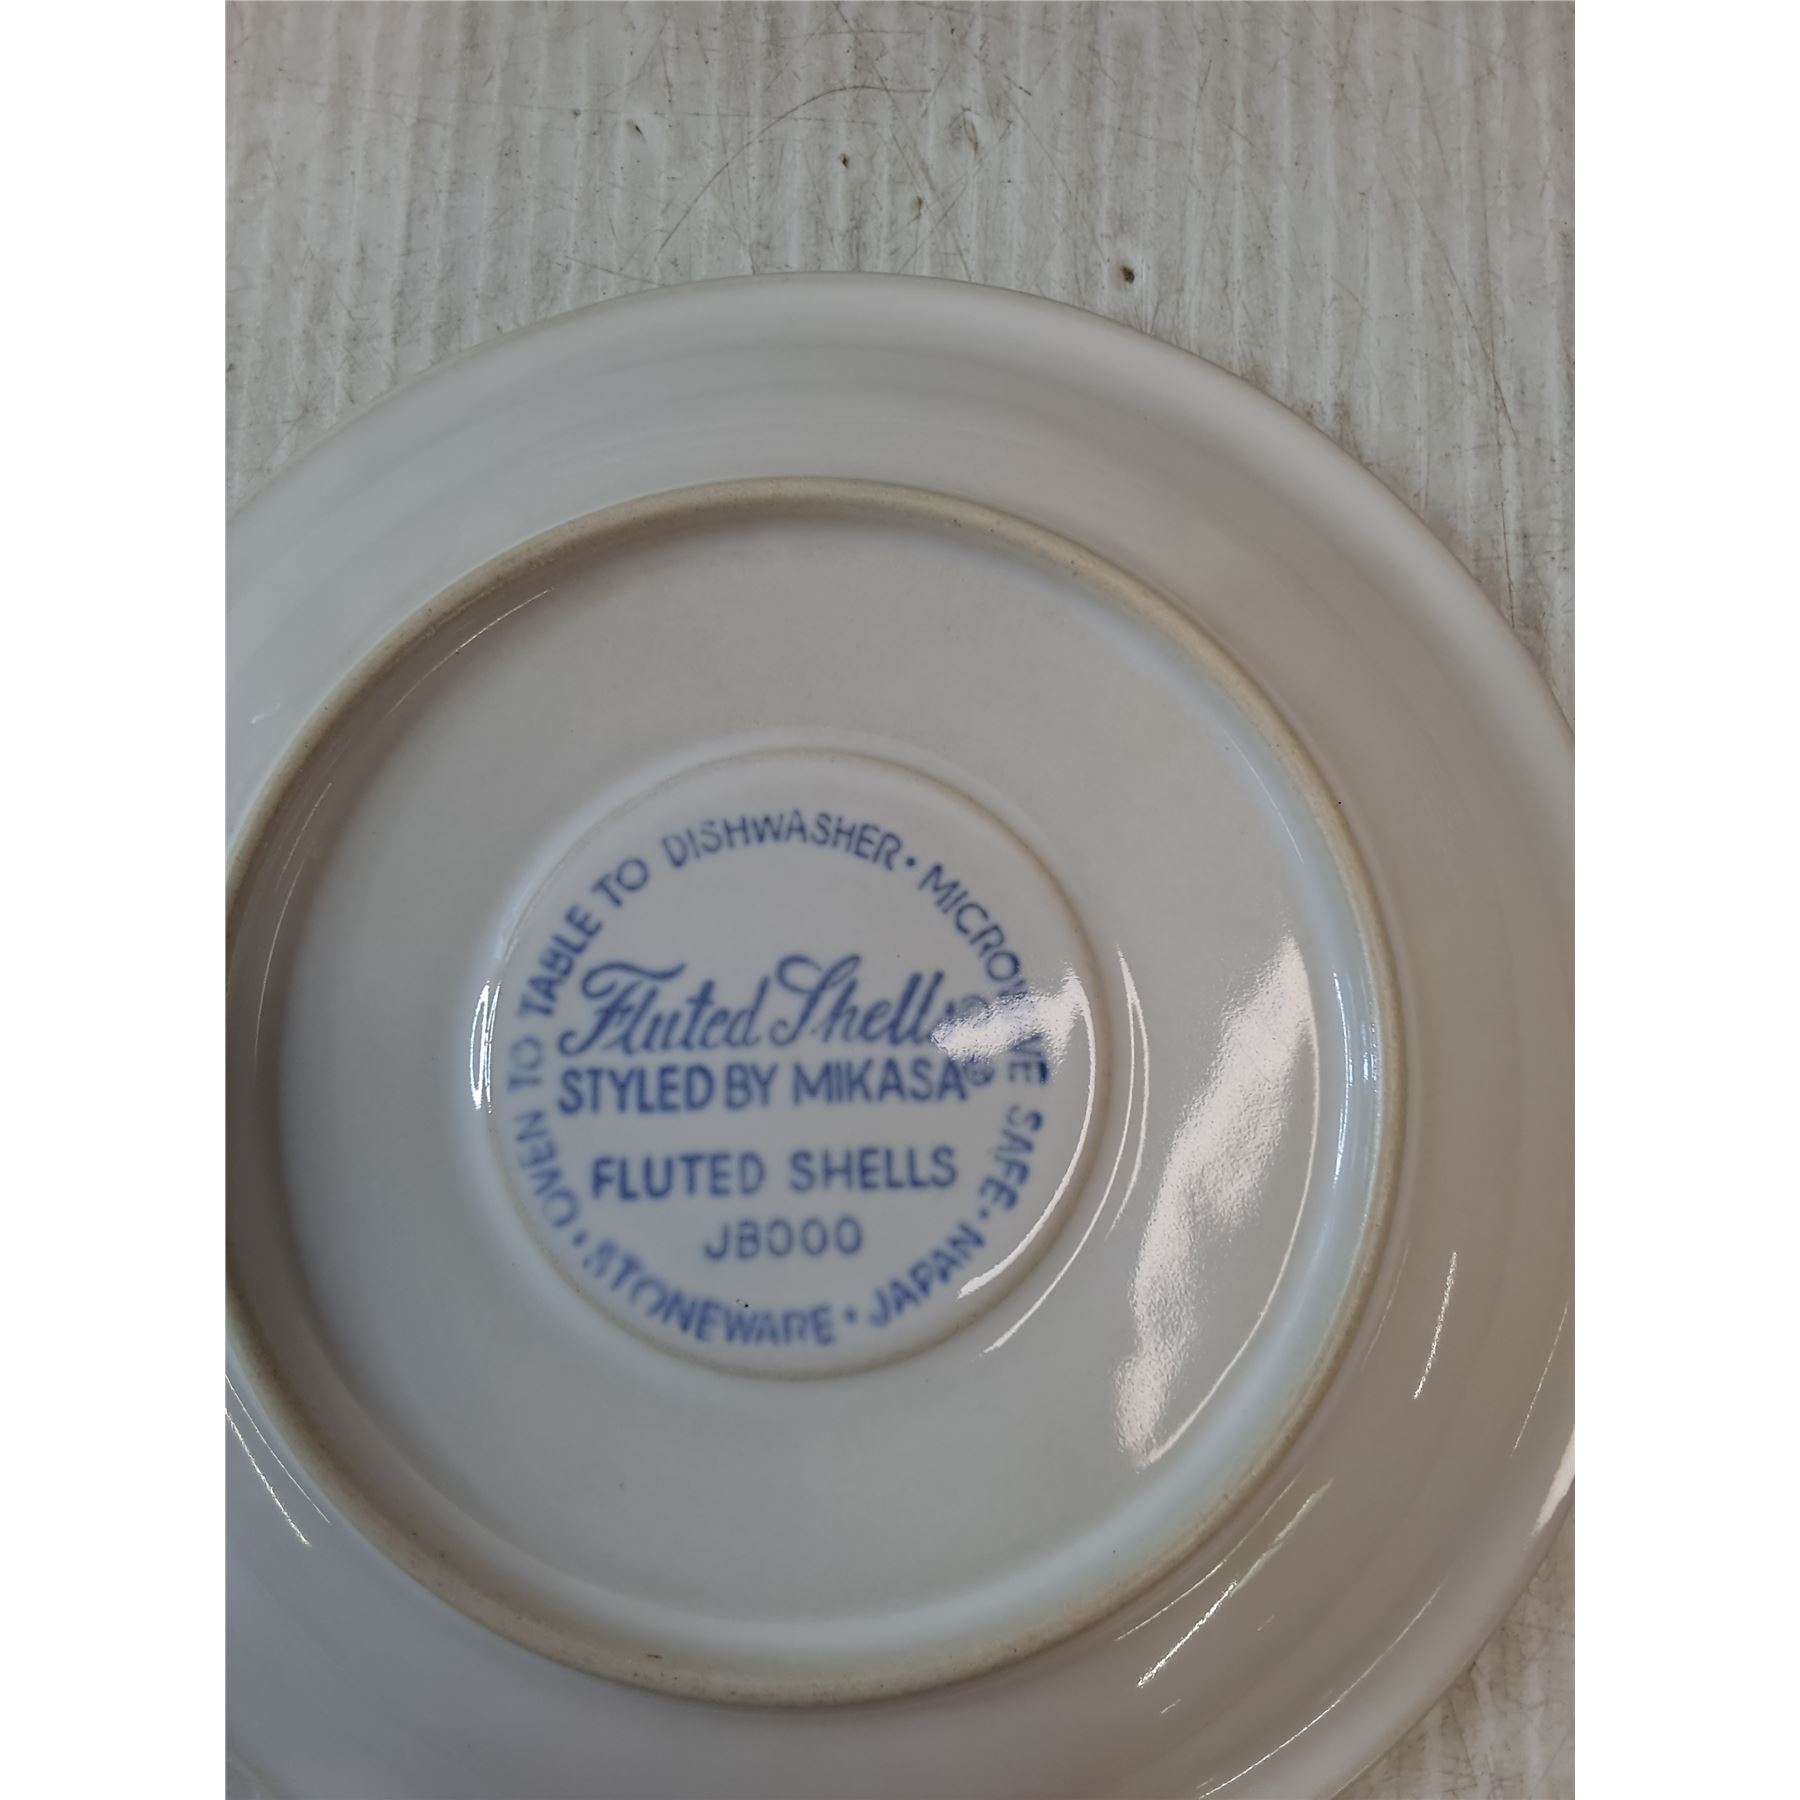 OVEN TO TABLE TO DISHWASHER • MICROWAVE SAFE •
Fluted Shells
STYLED BY MIKASA®
FLUTED SHELLS
JB000
• STONEWARE • JAPAN